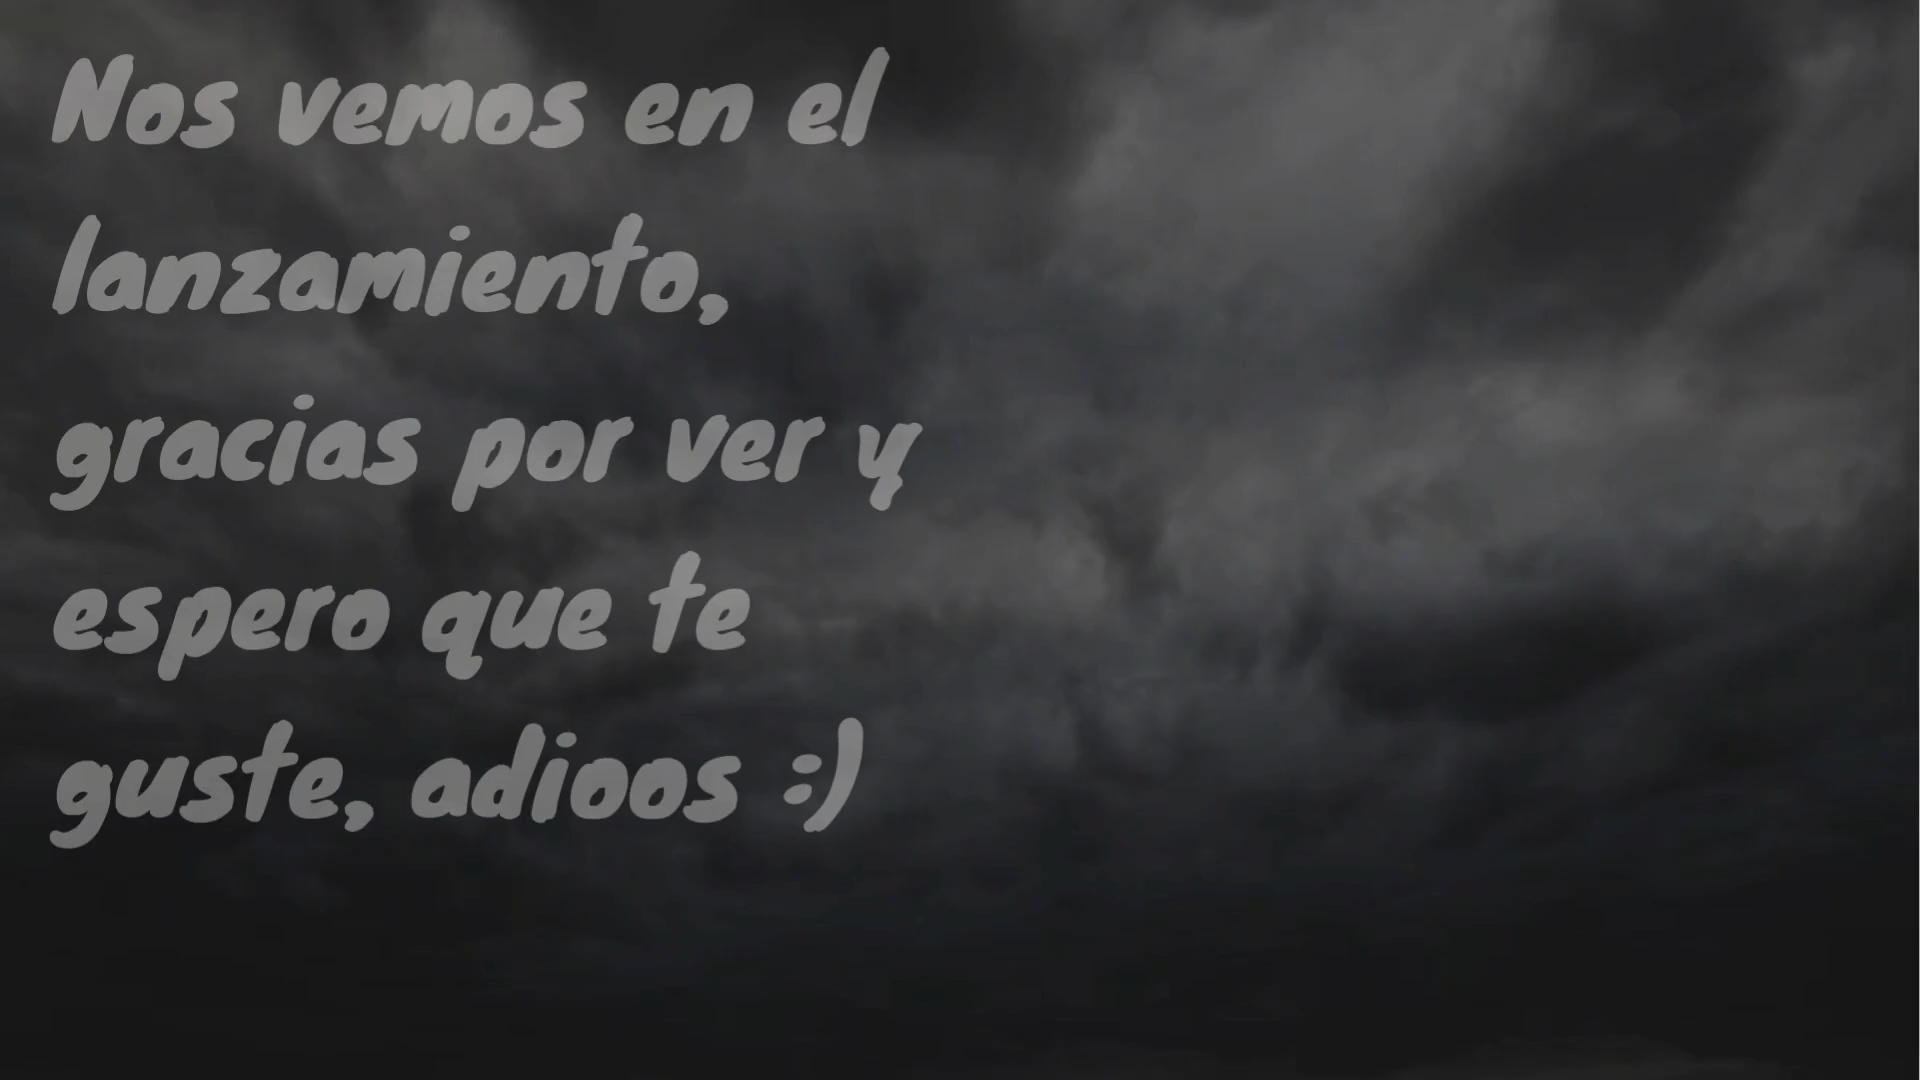 Nos vemos en el
lanzamiento,
gracias por ver y
espero que te
guste, adioos :)